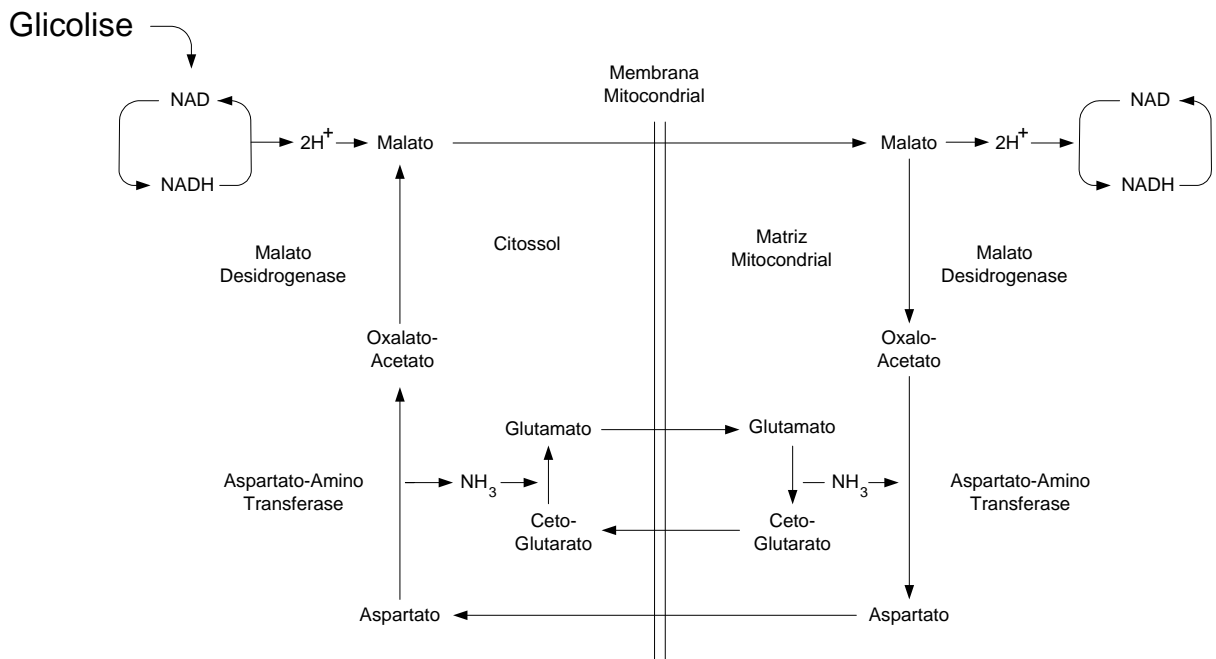 Glicolise
NAD
NADH
2H+
Malato
Membrana
Mitocondrial
Malato
2H+
NAD
NADH
Malato
Desidrogenase
Citossol
Matriz
Mitocondrial
Malato
Desidrogenase
Oxalato-
Acetato
Oxalo-
Acetato
Glutamato
Glutamato
Aspartato-Amino
Transferase
NH3
NH3
Aspartato-Amino
Transferase
Ceto-
Glutarato
Ceto-
Glutarato
Aspartato
Aspartato